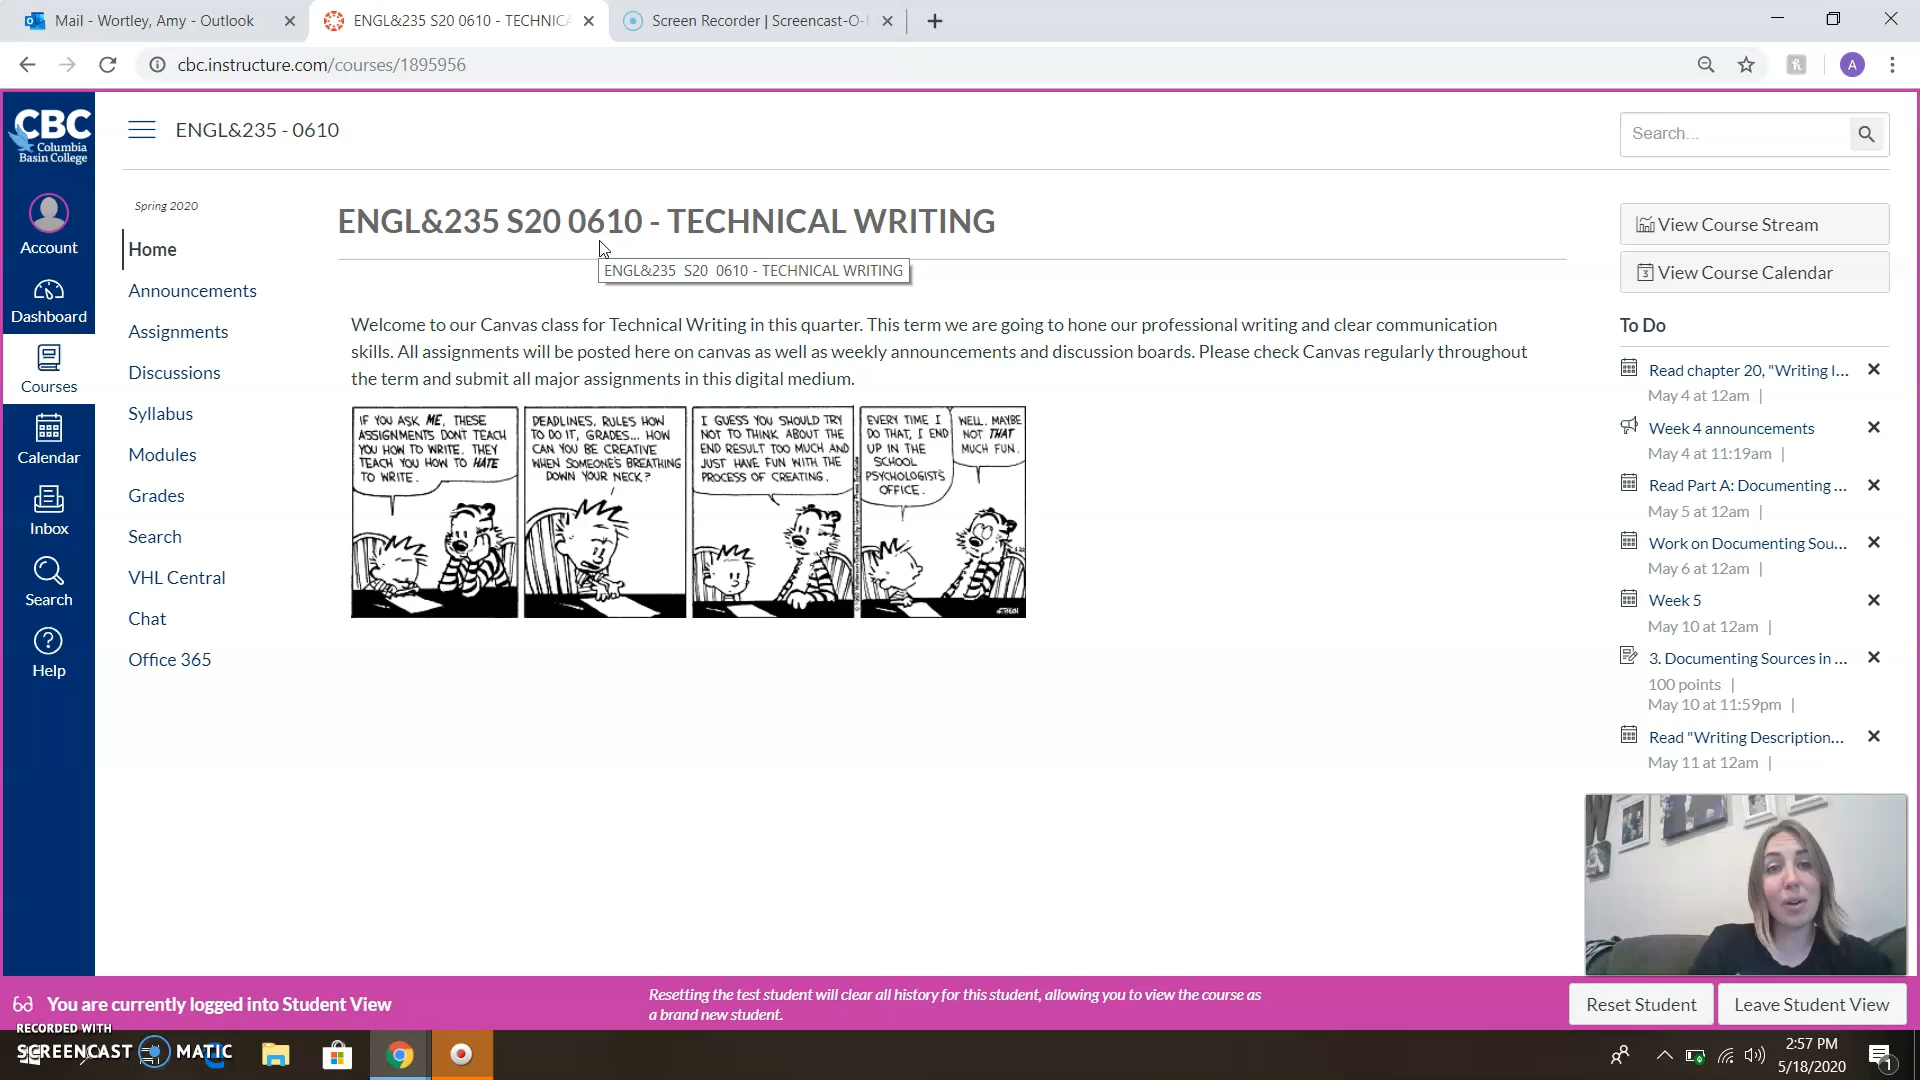 Mail - Wortley, Amy - Outlook
ENGL&235 S20 0610 - TECHNICA
Screen Recorder | Screencast-O-
cbc.instructure.com/courses/1895956
A
CBC
Columbia
Basin College
Account
Dashboard
Courses
Calendar
Inbox
Search
Help
ENGL&235 - 0610
Search...
Spring 2020
Home
Announcements
Assignments
Discussions
Syllabus
Modules
Grades
Search
VHL Central
Chat
Office 365
ENGL&235 S20 0610 - TECHNICAL WRITING
ENGL&235 S20 0610 - TECHNICAL WRITING
Welcome to our Canvas class for Technical Writing in this quarter. This term we are going to hone our professional writing and clear communication
skills. All assignments will be posted here on canvas as well as weekly announcements and discussion boards. Please check Canvas regularly throughout
the term and submit all major assignments in this digital medium.
IF YOU ASK ME, THESE
ASSIGNMENTS DON'T TEACH
YOU HOW TO WRITE. THEY
TEACH YOU HOW TO HATE
TO WRITE.
DEADLINES, RULES HOW
TO DO IT, GRADES... HOW
CAN YOU BE CREATIVE
WHEN SOMEONE'S BREATHING
DOWN YOUR NECK?
I GUESS YOU SHOULD TRY
NOT TO THINK ABOUT THE
END RESULT TOO MUCH AND
JUST HAVE FUN WITH THE
PROCESS OF CREATING.
EVERY TIME I
DO THAT, I END
UP IN THE
SCHOOL
PSYCHOLOGIST'S
OFFICE.
WELL, MAYBE
NOT THAT
MUCH FUN.
View Course Stream
3 View Course Calendar
To Do
Read chapter 20, "Writing I...
May 4 at 12am |
Week 4 announcements
May 4 at 11:19am |
Read Part A: Documenting ...
May 5 at 12am |
Work on Documenting Sou...
May 6 at 12am |
Week 5
May 10 at 12am |
3. Documenting Sources in ...
100 points |
May 10 at 11:59pm |
Read "Writing Description...
May 11 at 12am |
You are currently logged into Student View
Resetting the test student will clear all history for this student, allowing you to view the course as
a brand new student.
Reset Student
Leave Student View
RECORDED WITH
SCREENCAST MATIC
2:57 PM
5/18/2020
1